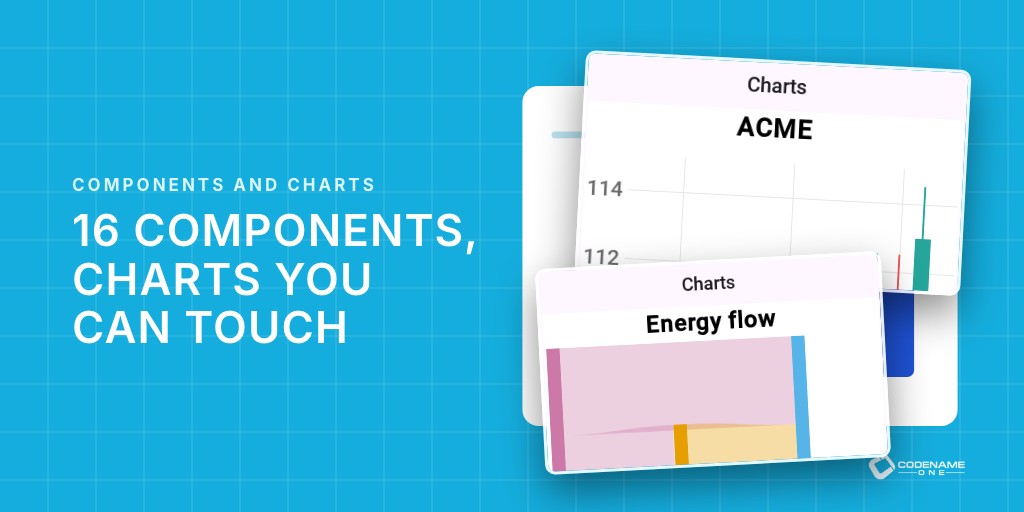 COMPONENTS AND CHARTS
16 COMPONENTS,
CHARTS YOU
CAN TOUCH
Charts
ACME
114
112
Charts
Energy flow
CODENAME
ONE